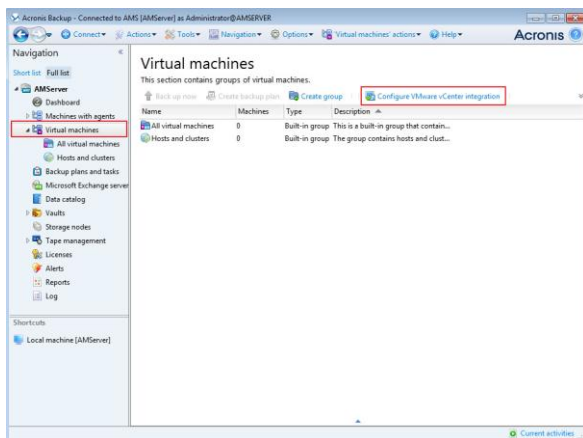 Acronis Backup - Connected to AMS [AMServer] as Administrator@AMSERVER
Connect Actions Tools Navigation Options Virtual machines' actions Help Acronis
Navigation
Short list Full list
AMServer
Dashboard
Machines with agents
Virtual machines
All virtual machines
Hosts and clusters
Backup plans and tasks
Microsoft Exchange server
Data catalog
Vaults
Storage nodes
Tape management
Licenses
Alerts
Reports
Log
Shortcuts
Local machine [AMServer]
Virtual machines
This section contains groups of virtual machines.
Back up now Create backup plan Create group Configure VMware vCenter integration
Name Machines Type Description
All virtual machines 0 Built-in group This is a built-in group that contain...
Hosts and clusters 0 Built-in group The group contains hosts and clust...
Current activities